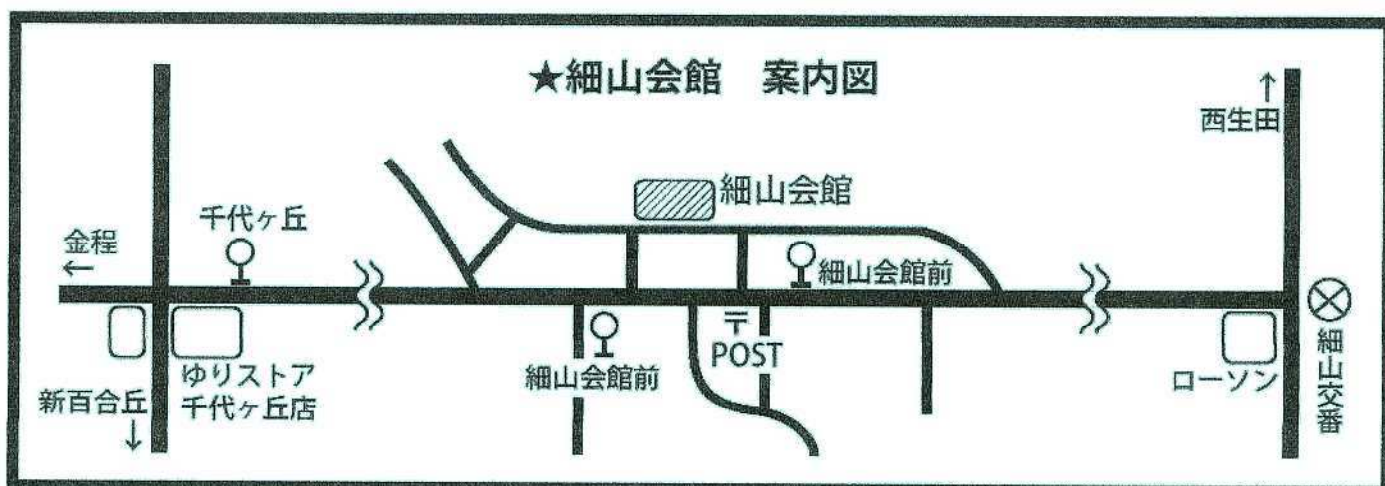 ★細山会館　案内図
↑
西生田
細山会館
千代ヶ丘
金程
←
細山会館前
〒
POST
細山会館前
ゆりストア
千代ヶ丘店
新百合丘
↓
ローソン
細山交番